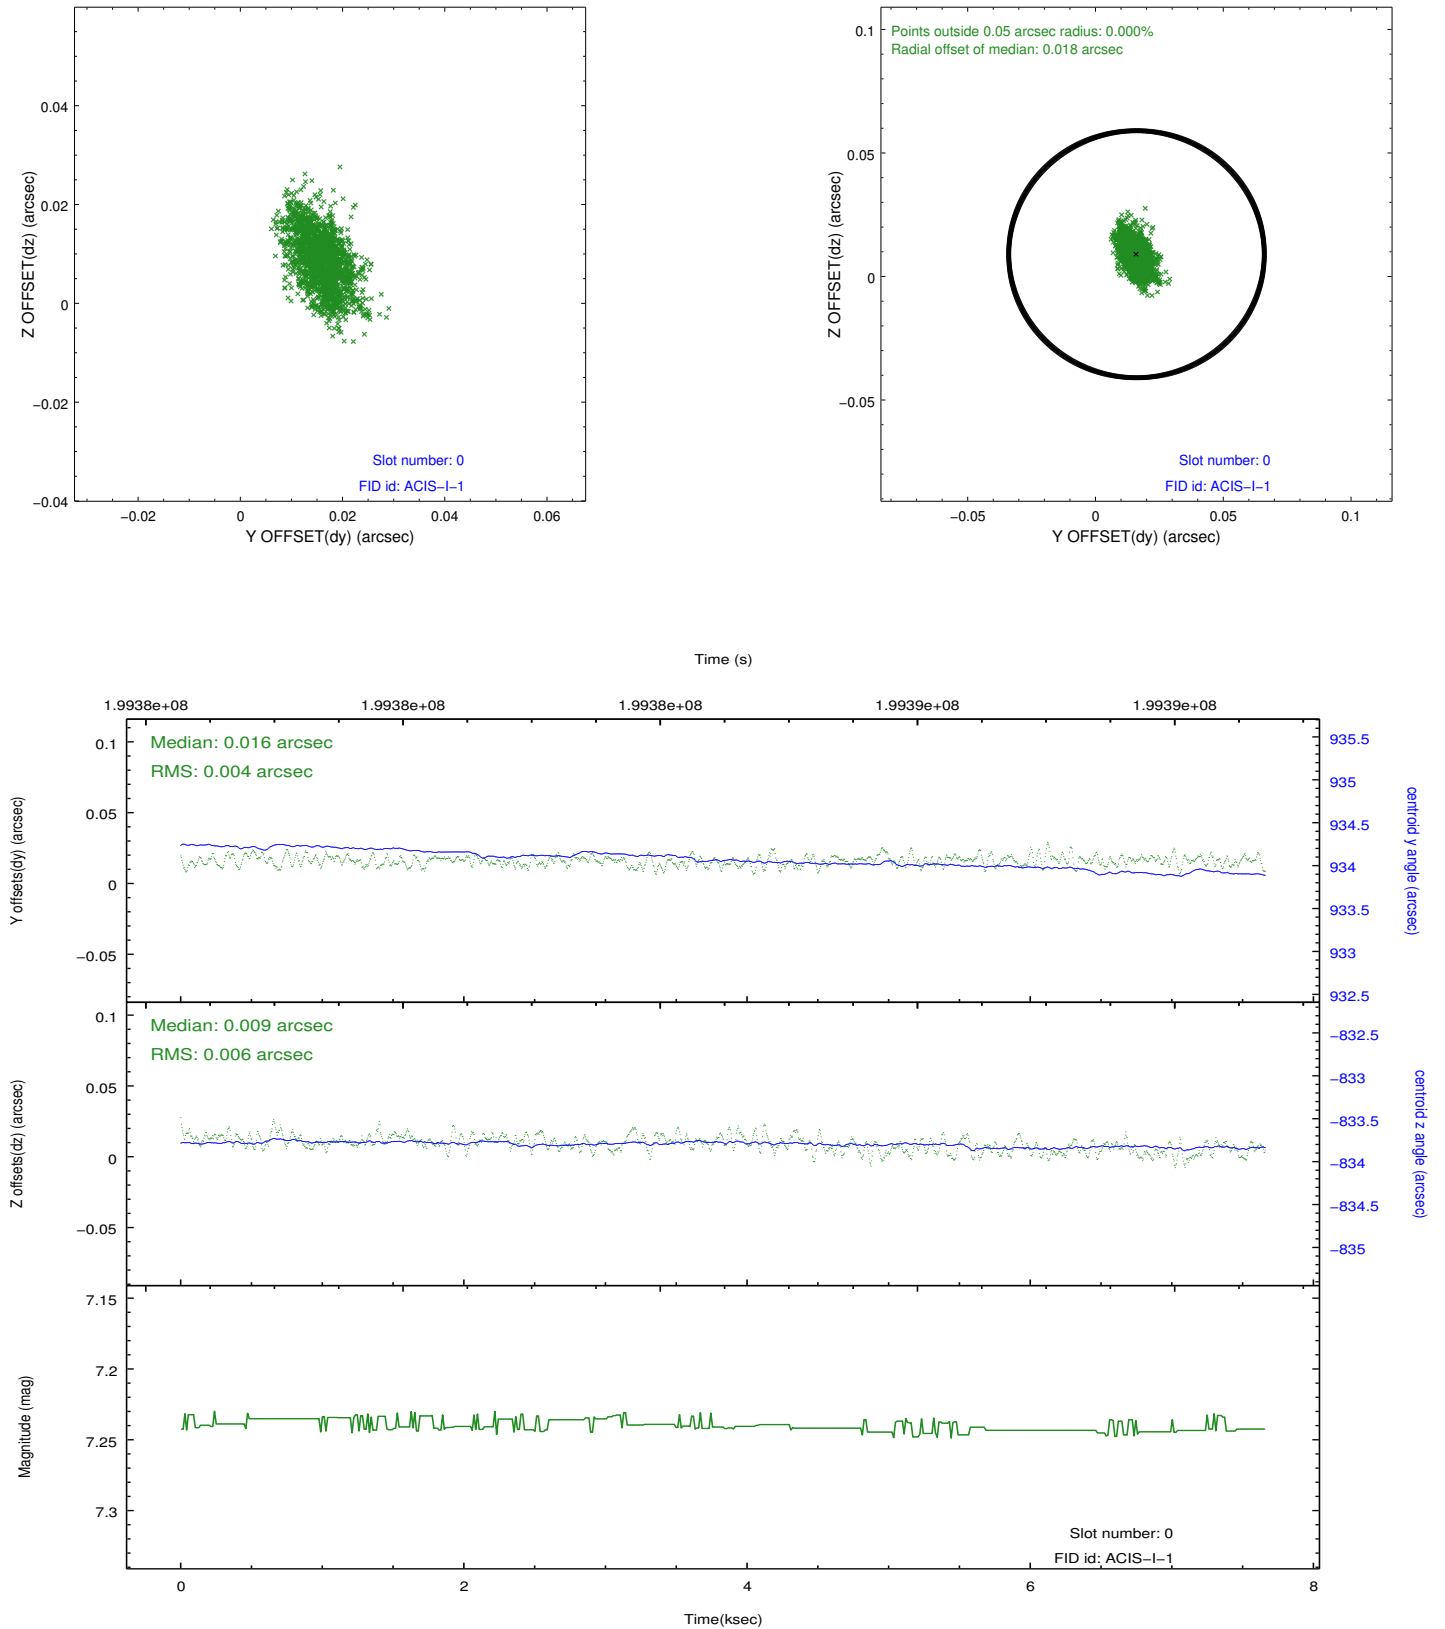 0.04
0.02
0
−0.02
−0.04
Z OFFSET(dz) (arcsec)
Slot number: 0
FID id: ACIS−I−1
−0.02 0 0.02 0.04 0.06
Y OFFSET(dy) (arcsec)
Points outside 0.05 arcsec radius: 0.000%
Radial offset of median: 0.018 arcsec
0.1
0.05
0
−0.05
Z OFFSET(dz) (arcsec)
Slot number: 0
FID id: ACIS−I−1
−0.05 0 0.05 0.1
Y OFFSET(dy) (arcsec)
Time (s)
1.9938e+08 1.9938e+08 1.9938e+08 1.9939e+08 1.9939e+08
Median: 0.016 arcsec
RMS: 0.004 arcsec
0.1
0.05
0
−0.05
Y offsets(dy) (arcsec)
935.5
935
934.5
934
933.5
933
932.5
centroid y angle (arcsec)
Median: 0.009 arcsec
RMS: 0.006 arcsec
0.1
0.05
0
−0.05
Z offsets(dz) (arcsec)
−832.5
−833
−833.5
−834
−834.5
−835
centroid z angle (arcsec)
7.15
7.2
7.25
7.3
Magnitude (mag)
Slot number: 0
FID id: ACIS−I−1
0 2 4 6 8
Time(ksec)